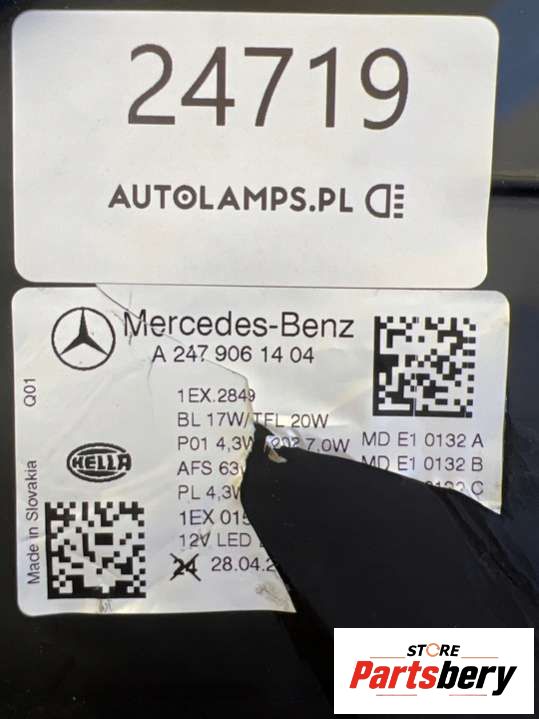 24719
AUTOLAMPS.PL
Mercedes-Benz
A 247 906 14 04
Q01
1EX.2849
BL 17W/TFL 20W
P01 4,3W 7,0W
MD E1 0132 A
HELLA
AFS 63
MD E1 0132 B
PL 4,3W
C
Made in Slovakia
1EX 015
12V LED
24 28.04.2
STORE
Partsbery